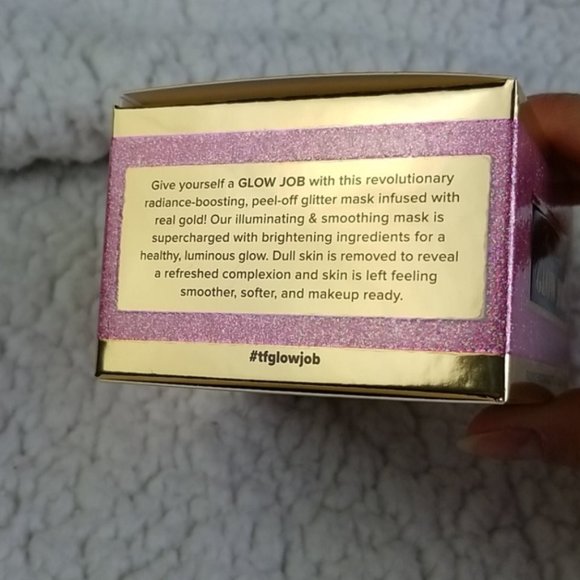 Give yourself a GLOW JOB with this revolutionary
radiance-boosting, peel-off glitter mask infused with
real gold! Our illuminating & smoothing mask is
supercharged with brightening ingredients for a
healthy, luminous glow. Dull skin is removed to reveal
a refreshed complexion and skin is left feeling
smoother, softer, and makeup ready.
#tfglowjob